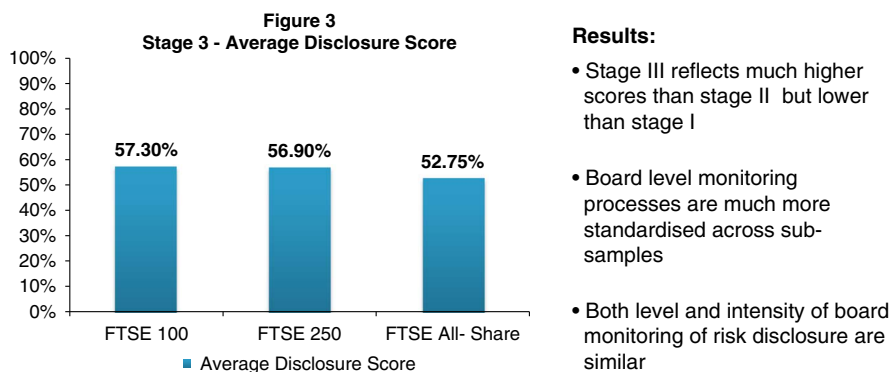 Figure 3
Stage 3 - Average Disclosure Score
100%
90%
80%
70%
60%
50%
40%
30%
20%
10%
0%
57.30%
56.90%
52.75%
FTSE 100
FTSE 250
FTSE All- Share
Average Disclosure Score
Results:
• Stage III reflects much higher
scores than stage II but lower
than stage I
• Board level monitoring
processes are much more
standardised across sub-
samples
• Both level and intensity of board
monitoring of risk disclosure are
similar